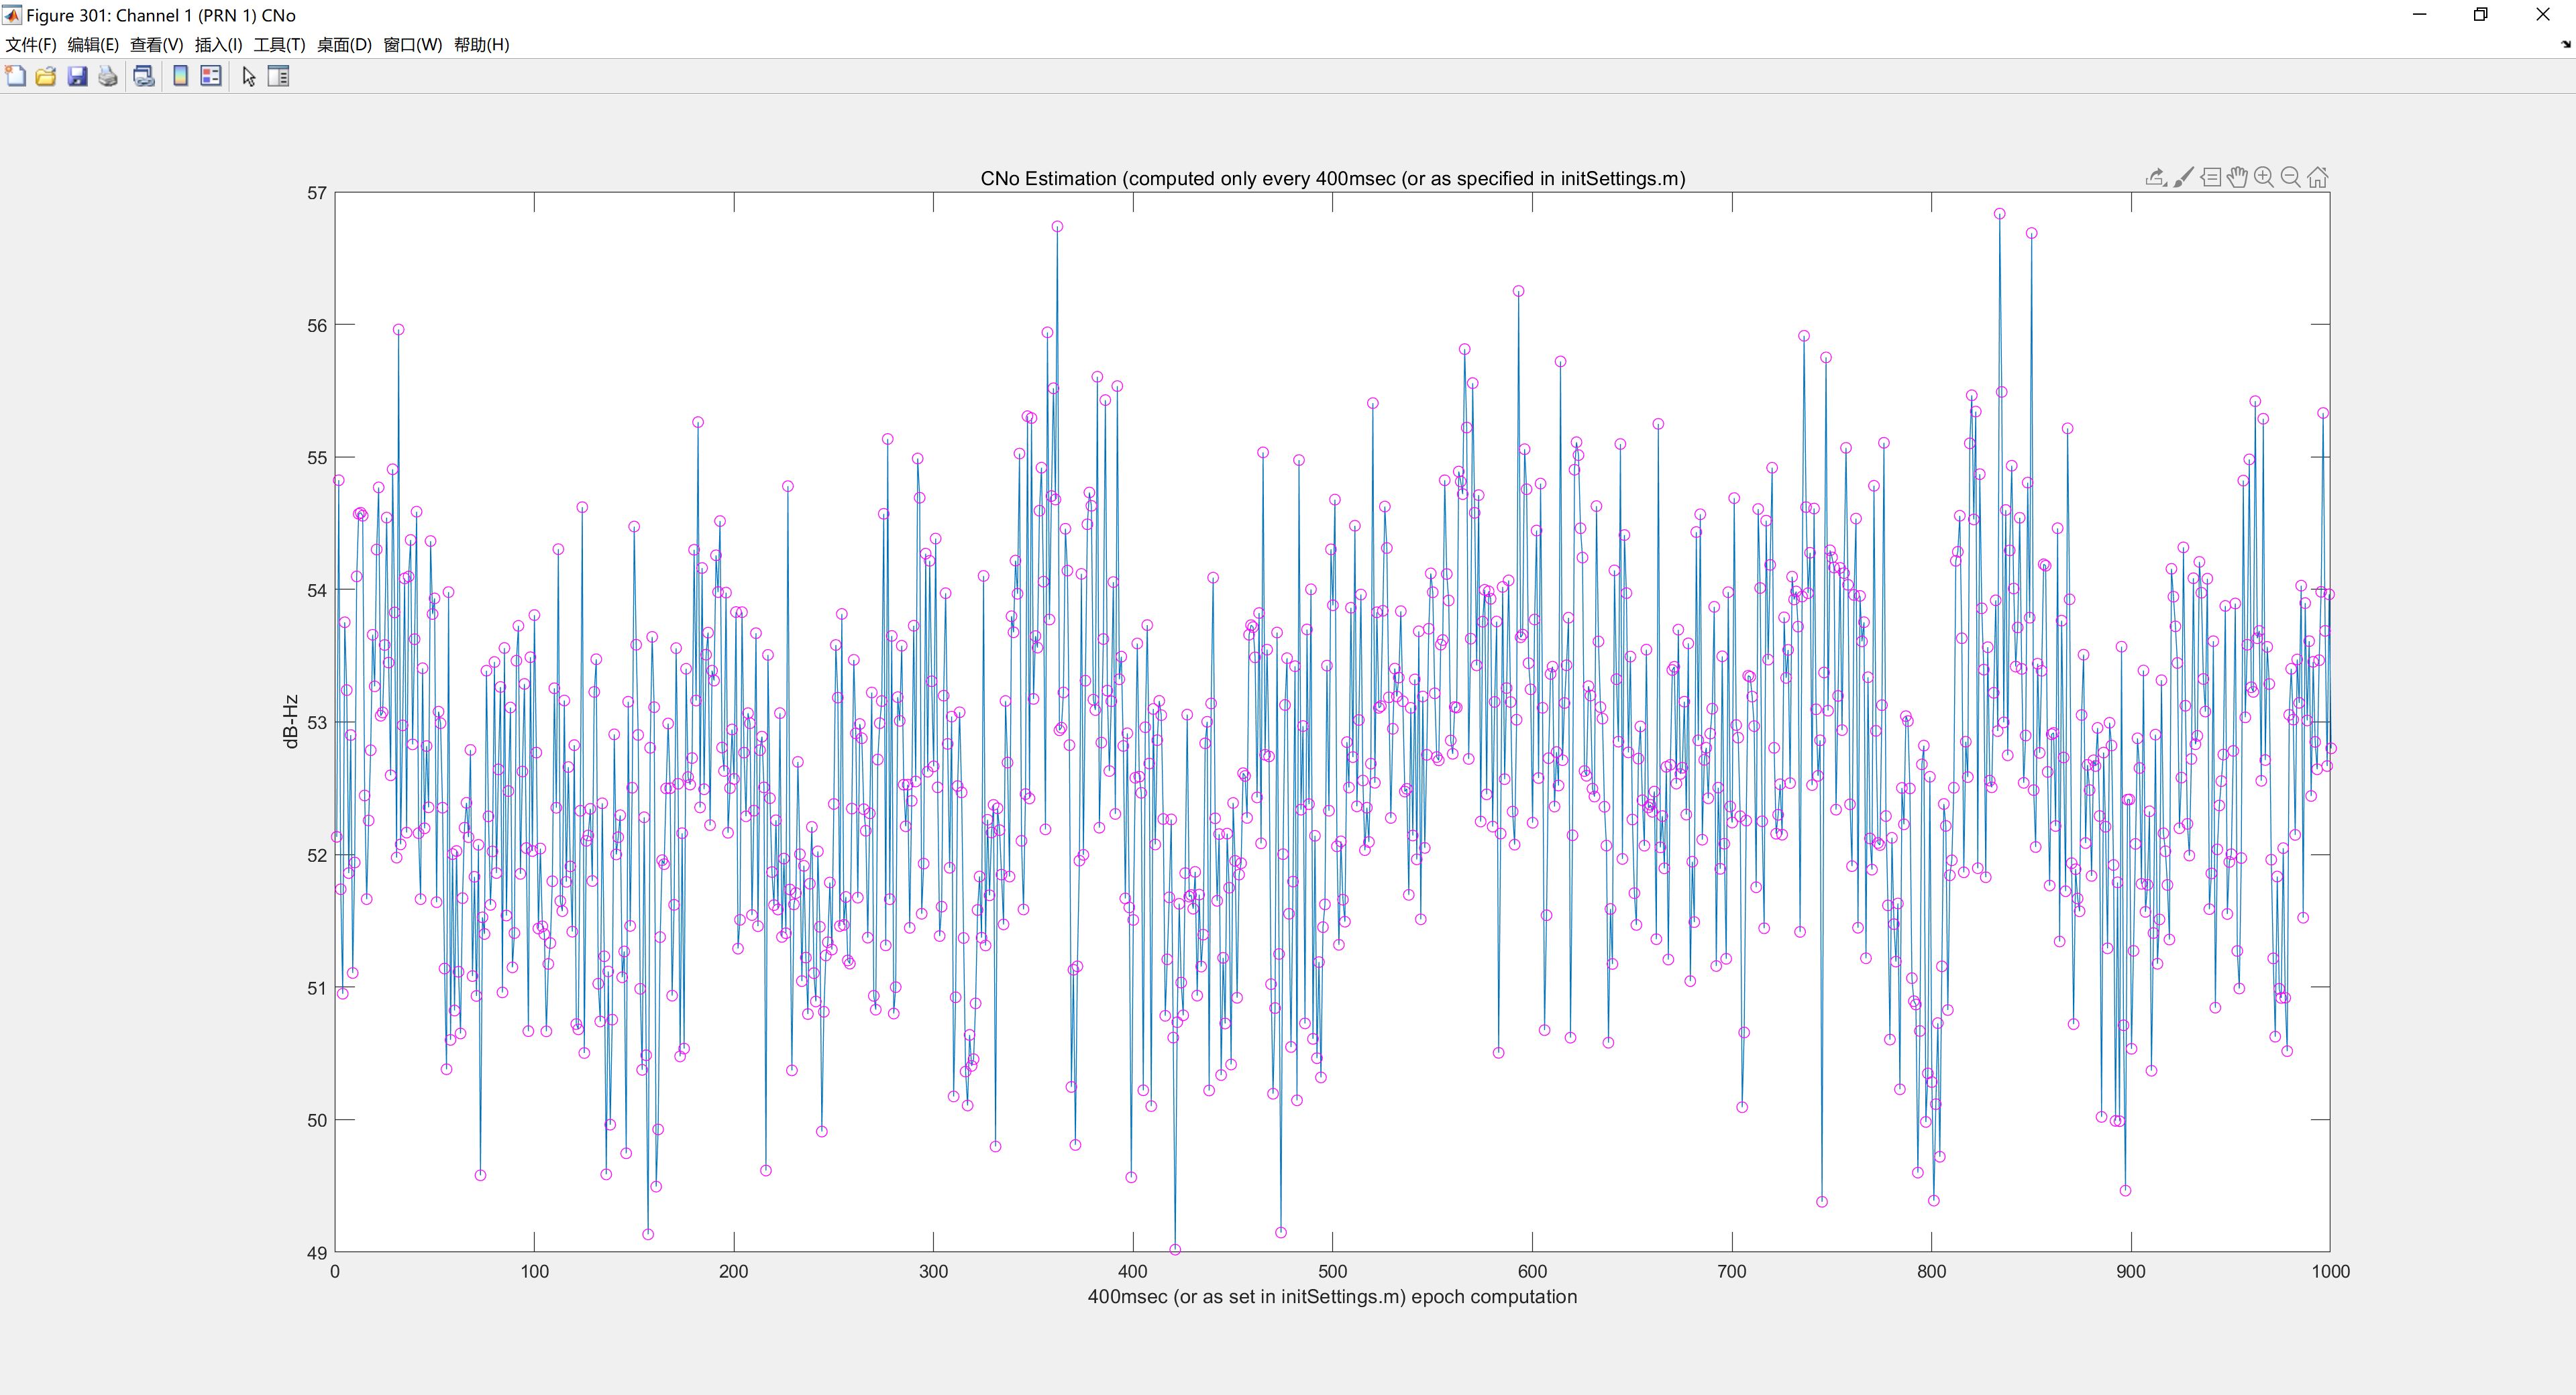 Figure 301: Channel 1 (PRN 1) CNo
文件(F) 编辑(E) 查看(V) 插入(I) 工具(T) 桌面(D) 窗口(W) 帮助(H)
CNo Estimation (computed only every 400msec (or as specified in initSettings.m)
57
56
55
54
53
52
51
50
49
dB-Hz
0 100 200 300 400 500 600 700 800 900 1000
400msec (or as set in initSettings.m) epoch computation